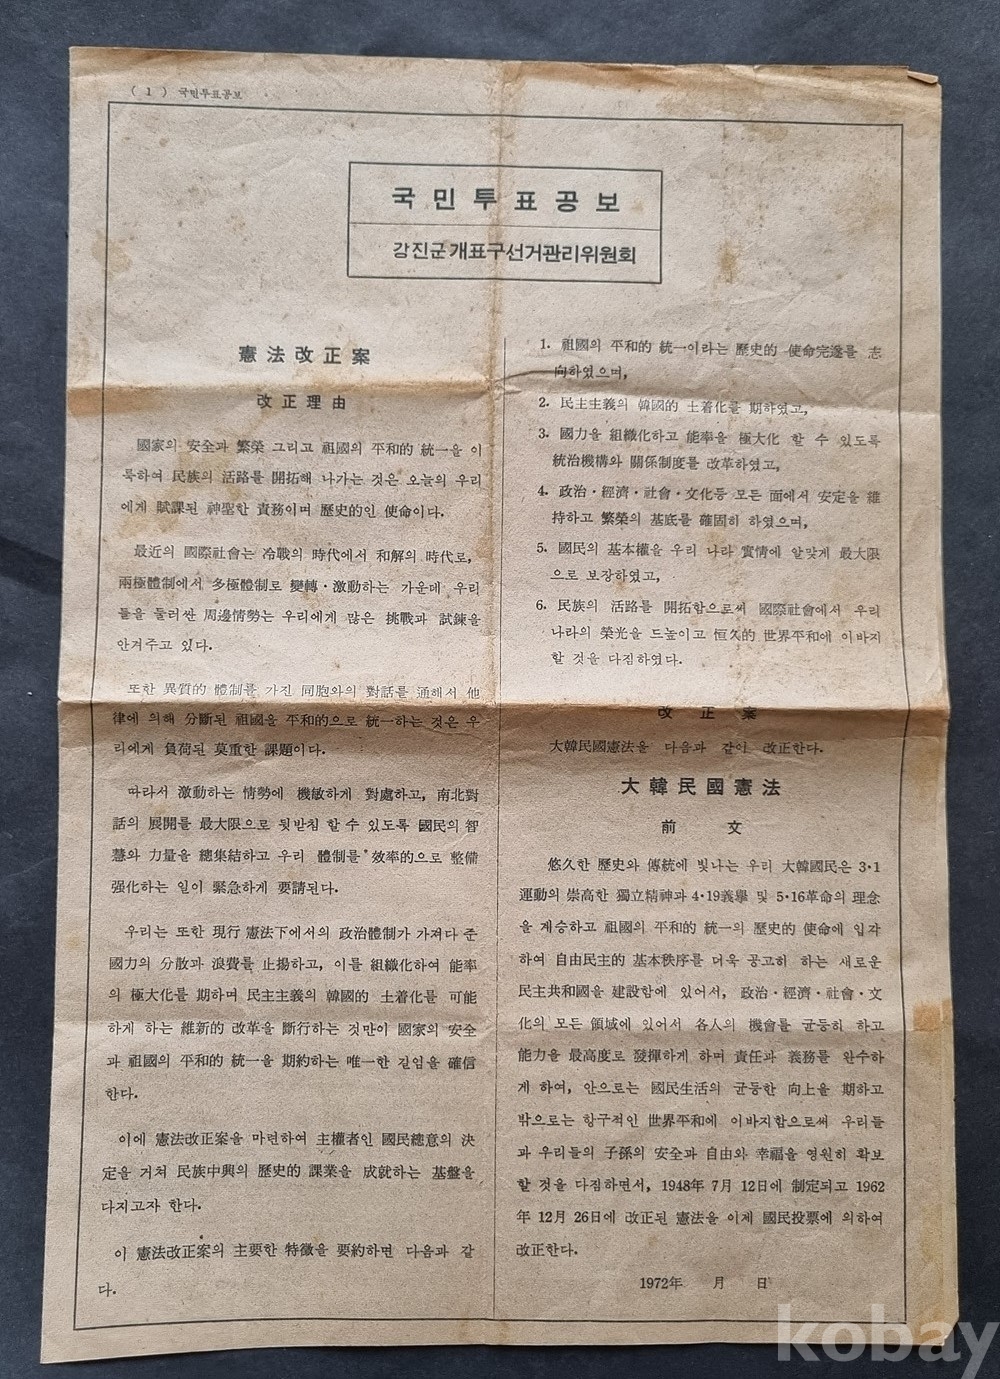 ( 1 ) 국민투표공보
국민투표공보
강진군개표구선거관리위원회
憲法改正案
改正理由
國家의 安全과 繁榮 그리고 祖國의 平和的 統一을 이
룩하여 民族의 活路를 開拓해 나가는 것은 오늘의 우리
에게 賦課된 神聖한 責務이며 歷史的인 使命이다.
最近의 國際社會는 冷戰의 時代에서 和解의 時代로,
兩極體制에서 多極體制로 變轉·激動하는 가운데 우리
들을 둘러싼 周邊情勢는 우리에게 많은 挑戰과 試鍊을
안겨주고 있다.
또한 異質的 體制를 가진 同胞와의 對話를 通해서 他
律에 의해 分斷된 祖國을 平和的으로 統一하는 것은 우
리에게 負荷된 莫重한 課題이다.
따라서 激動하는 情勢에 機敏하게 對處하고, 南北對
話의 展開를 最大限으로 뒷받침 할 수 있도록 國民의 智
慧와 力量을 總集結하고 우리 體制를 效率的으로 整備
强化하는 일이 緊急하게 要請된다.
우리는 또한 現行 憲法下에서의 政治體制가 가져다 준
國力의 分散과 浪費를 止揚하고, 이를 組織化하여 能率
의 極大化를 期하며 民主主義의 韓國的 土着化를 可能
하게 하는 維新的 改革을 斷行하는 것만이 國家의 安全
과 祖國의 平和的 統一을 期約하는 唯一한 길임을 確信
한다.
이에 憲法改正案을 마련하여 主權者인 國民總意의 決
定을 거쳐 民族中興의 歷史的 課業을 成就하는 基盤을
다지고자 한다.
이 憲法改正案의 主要한 特徵을 要約하면 다음과 같
다.
1. 祖國의 平和的 統一이라는 歷史的 使命完遂를 志
向하였으며,
2. 民主主義의 韓國的 土着化를 期하였고,
3. 國力을 組織化하고 能率을 極大化 할 수 있도록
統治機構와 關係制度를 改革하였고,
4. 政治·經濟·社會·文化등 모든 面에서 安定을 維
持하고 繁榮의 基底를 確固히 하였으며,
5. 國民의 基本權을 우리 나라 實情에 알맞게 最大限
으로 보장하였고,
6. 民族의 活路를 開拓함으로써 國際社會에서 우리
나라의 榮光을 드높이고 恒久的 世界平和에 이바지
할 것을 다짐하였다.
改正案
大韓民國憲法을 다음과 같이 改正한다.
大韓民國憲法
前文
悠久한 歷史와 傳統에 빛나는 우리 大韓國民은 3·1
運動의 崇高한 獨立精神과 4·19義擧 및 5·16革命의 理念
을 계승하고 祖國의 平和的 統一의 歷史的 使命에 입각
하여 自由民主的 基本秩序를 더욱 공고히 하는 새로운
民主共和國을 建設함에 있어서, 政治·經濟·社會·文
化의 모든 領域에 있어서 各人의 機會를 균등히 하고
能力을 最高度로 發揮하게 하며 責任과 義務를 완수하
게 하여, 안으로는 國民生活의 균등한 向上을 期하고
밖으로는 항구적인 世界平和에 이바지함으로써 우리들
과 우리들의 子孫의 安全과 自由와 幸福을 영원히 확보
할 것을 다짐하면서, 1948年 7月 12日에 制定되고 1962
年 12月 26日에 改正된 憲法을 이제 國民投票에 의하여
改正한다.
1972年 月 日
kobay